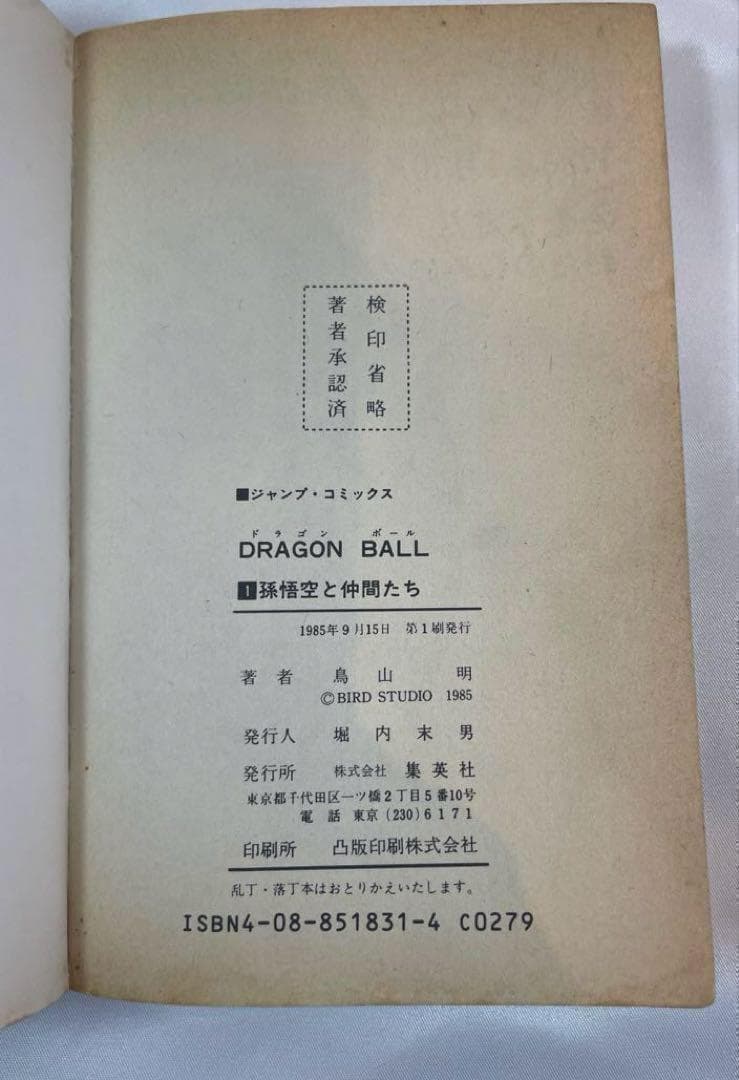 検印省略
著者承認済
■ジャンプ・コミックス
ドラゴン ボール
DRAGON BALL
1孫悟空と仲間たち
1985年9月15日 第1刷発行
著者 鳥山 明
©BIRD STUDIO 1985
発行人 堀内末男
発行所 株式会社 集英社
東京都千代田区一ツ橋2丁目5番10号
電話 東京(230)6171
印刷所 凸版印刷株式会社
乱丁・落丁本はおとりかえいたします。
ISBN4-08-851831-4 C0279